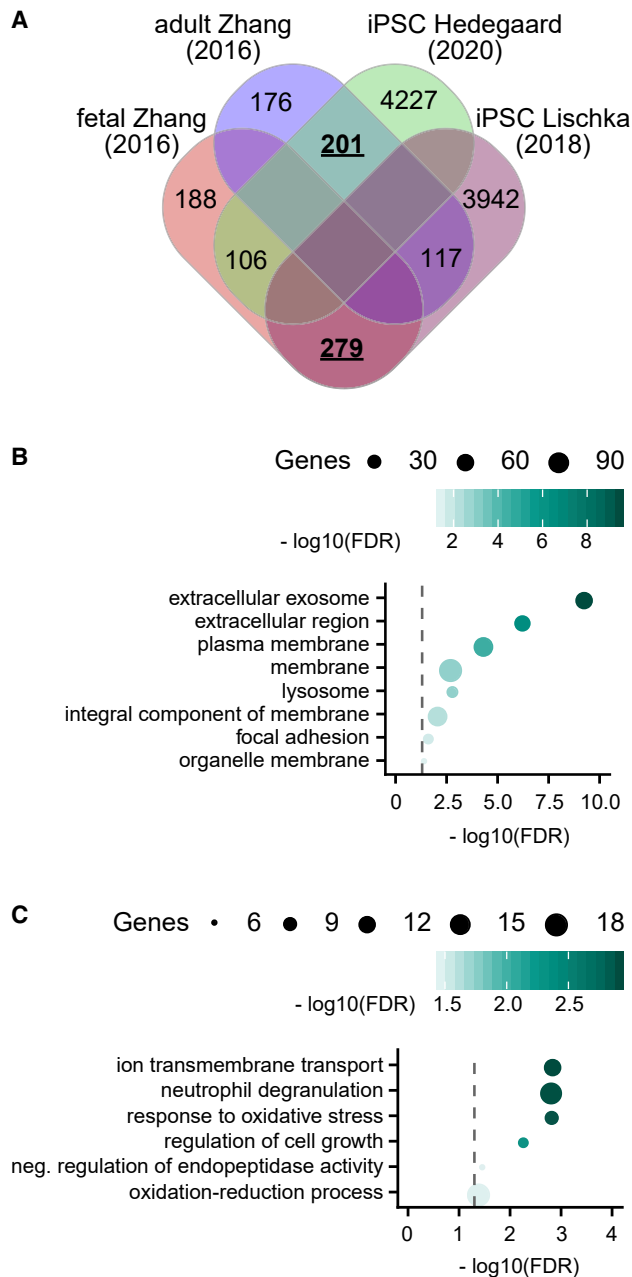 A
adult Zhang
(2016)
iPSC Hedegaard
(2020)
fetal Zhang
(2016)
iPSC Lischka
(2018)
176
4227
201
188
3942
106
117
279
B
Genes 30 60 90
- log10(FDR) 2 4 6 8
extracellular exosome
extracellular region
plasma membrane
membrane
lysosome
integral component of membrane
focal adhesion
organelle membrane
0 2.5 5.0 7.5 10.0
- log10(FDR)
C
Genes 6 9 12 15 18
- log10(FDR) 1.5 2.0 2.5
ion transmembrane transport
neutrophil degranulation
response to oxidative stress
regulation of cell growth
neg. regulation of endopeptidase activity
oxidation-reduction process
0 1 2 3 4
- log10(FDR)